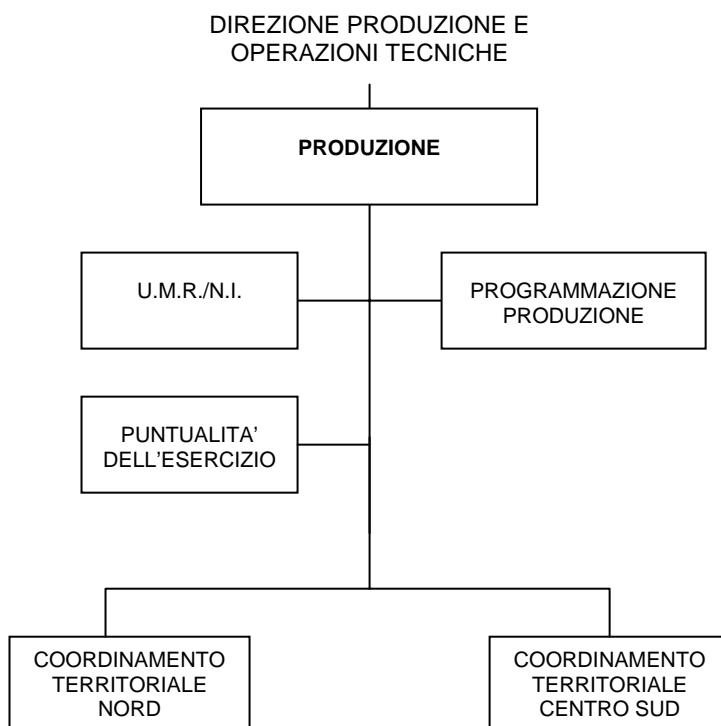 DIREZIONE PRODUZIONE E
OPERAZIONI TECNICHE
PRODUZIONE
U.M.R./N.I.
PROGRAMMAZIONE
PRODUZIONE
PUNTUALITA’
DELL’ESERCIZIO
COORDINAMENTO
TERRITORIALE
NORD
COORDINAMENTO
TERRITORIALE
CENTRO SUD